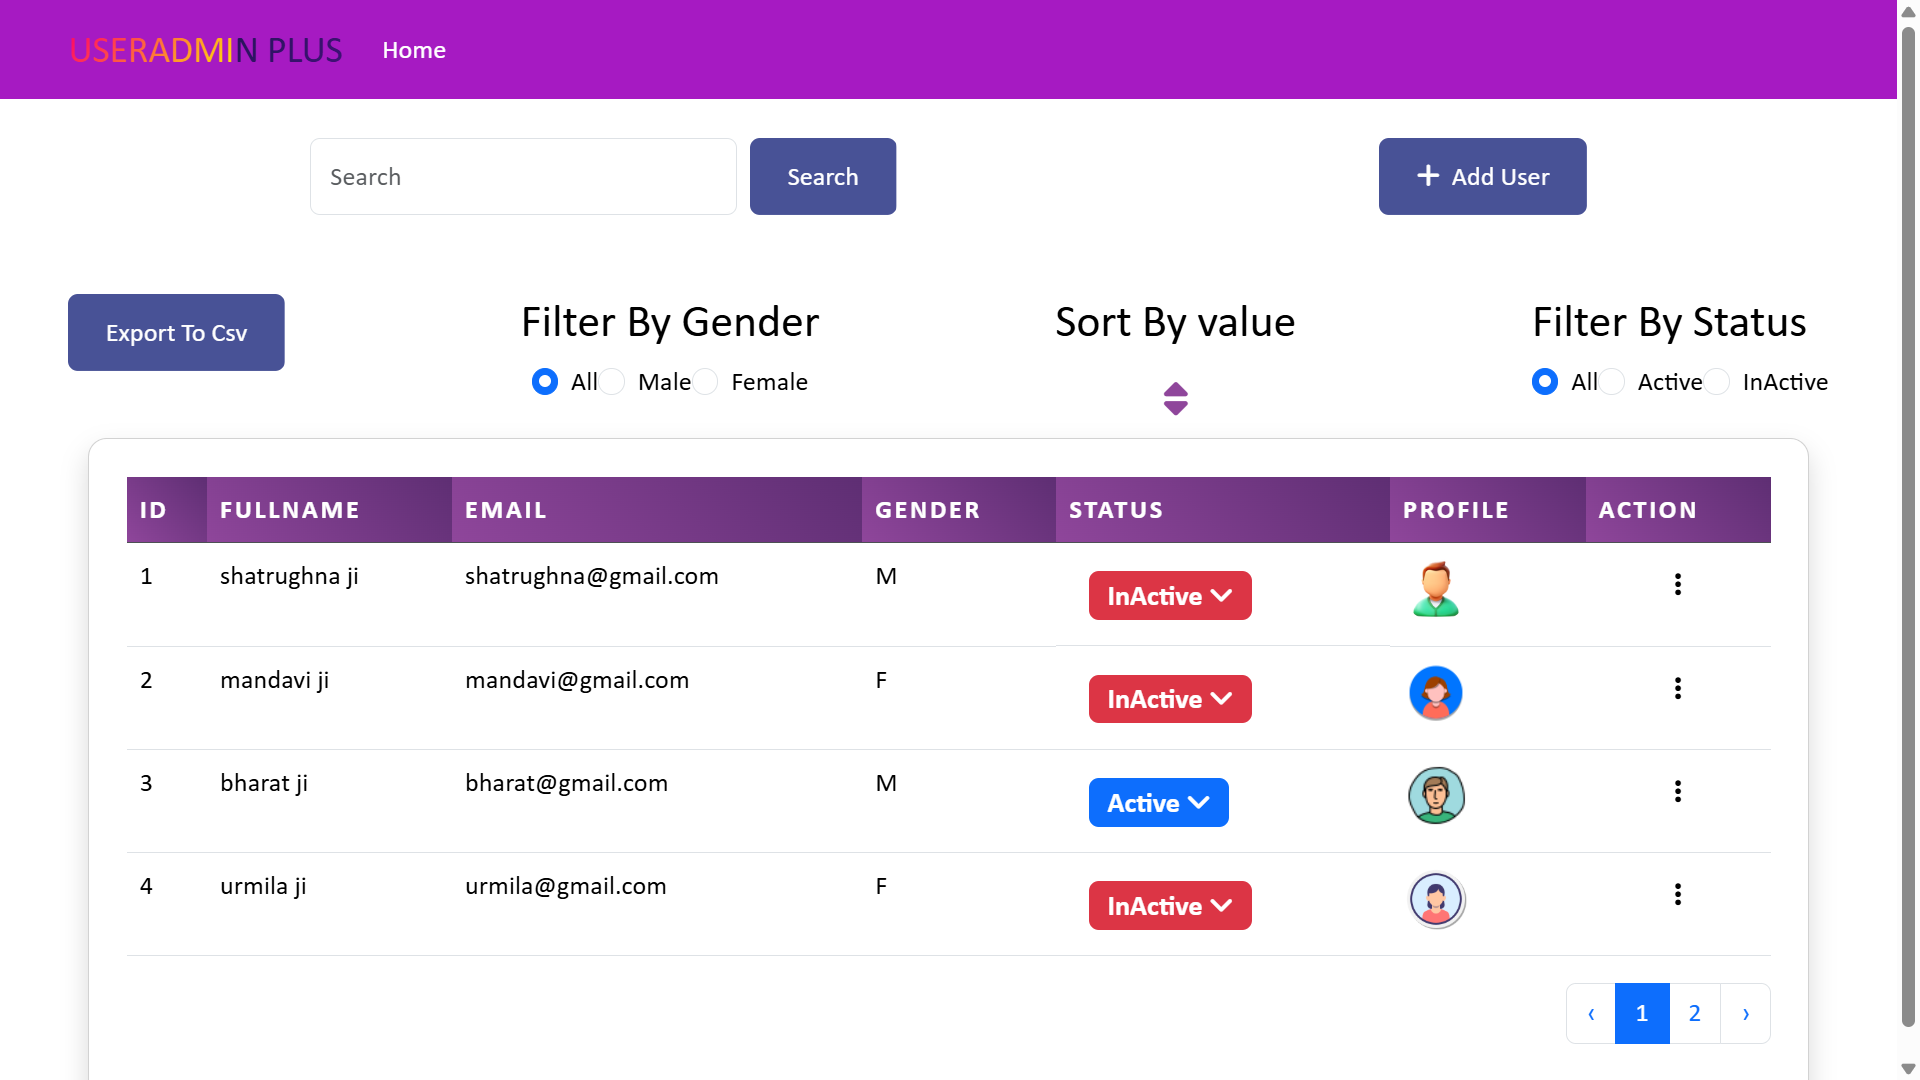 USERADMIN PLUS Home
Search Search + Add User
Export To Csv Filter By Gender Sort By value Filter By Status
All Male Female All Active InActive
ID FULLNAME EMAIL GENDER STATUS PROFILE ACTION
1 shatrughna ji shatrughna@gmail.com M InActive
2 mandavi ji mandavi@gmail.com F InActive
3 bharat ji bharat@gmail.com M Active
4 urmila ji urmila@gmail.com F InActive
‹ 1 2 ›